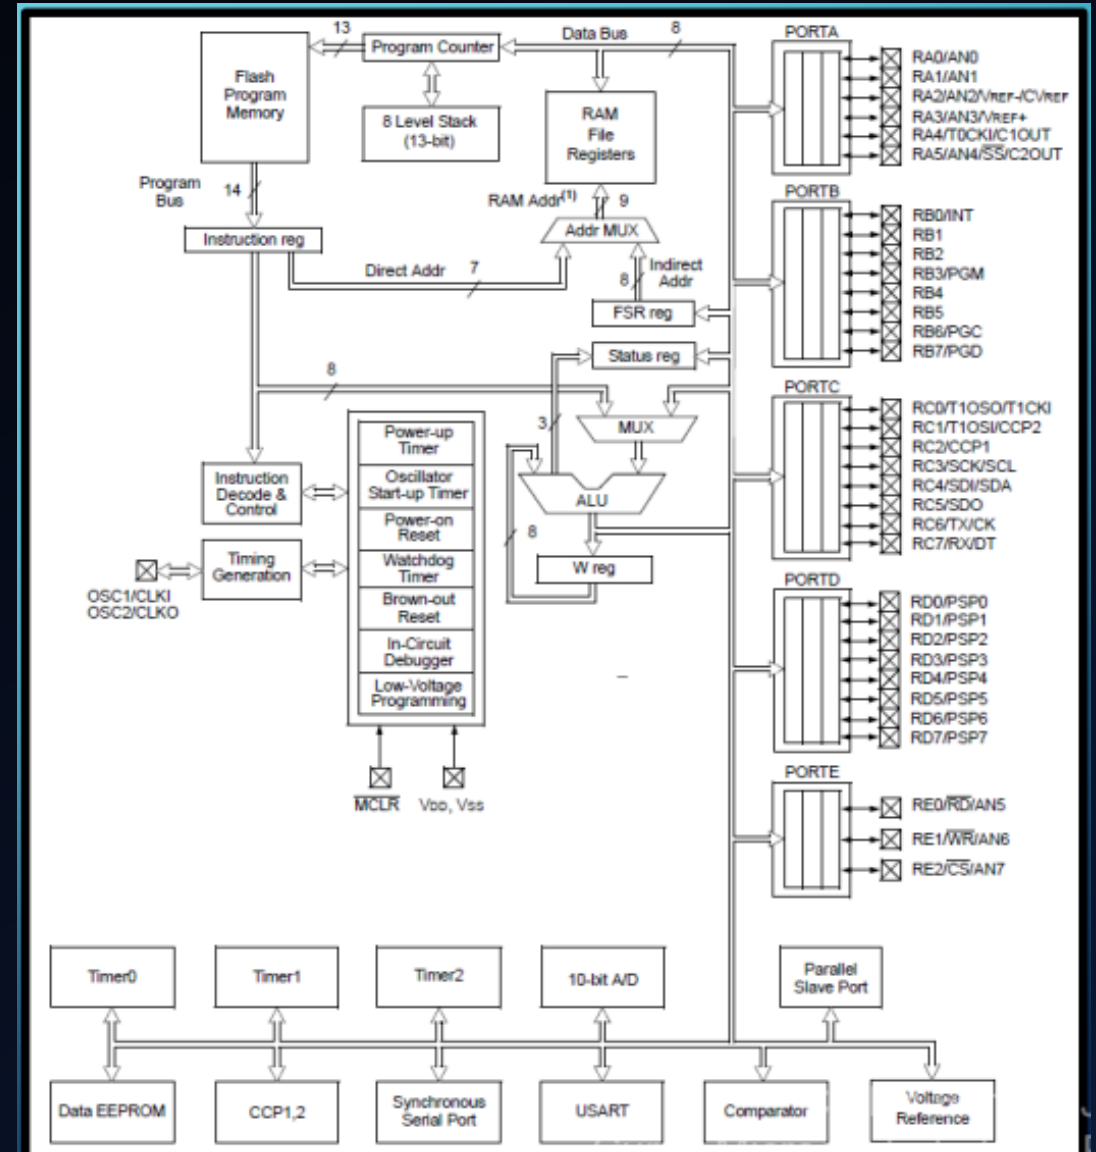 13
Program Counter
Data Bus
8
PORTA
Flash
Program
Memory
8 Level Stack
(13-bit)
RAM
File
Registers
RA0/AN0
RA1/AN1
RA2/AN2/VREF-/CVREF
RA3/AN3/VREF+
RA4/T0CKI/C1OUT
RA5/AN4/SS/C2OUT
Program
Bus
14
RAM Addr(1)
9
PORTB
Instruction reg
Addr MUX
RB0/INT
RB1
RB2
RB3/PGM
RB4
RB5
RB6/PGC
RB7/PGD
Direct Addr
7
8
Indirect
Addr
FSR reg
Status reg
8
PORTC
3
MUX
RC0/T1OSO/T1CKI
RC1/T1OSI/CCP2
RC2/CCP1
RC3/SCK/SCL
RC4/SDI/SDA
RC5/SDO
RC6/TX/CK
RC7/RX/DT
Power-up
Timer
Oscillator
Start-up Timer
Power-on
Reset
Watchdog
Timer
Brown-out
Reset
In-Circuit
Debugger
Low-Voltage
Programming
Instruction
Decode &
Control
ALU
8
W reg
Timing
Generation
OSC1/CLKI
OSC2/CLKO
PORTD
RD0/PSP0
RD1/PSP1
RD2/PSP2
RD3/PSP3
RD4/PSP4
RD5/PSP5
RD6/PSP6
RD7/PSP7
MCLR
VDD, VSS
PORTE
RE0/RD/AN5
RE1/WR/AN6
RE2/CS/AN7
Timer0
Timer1
Timer2
10-bit A/D
Parallel
Slave Port
Data EEPROM
CCP1,2
Synchronous
Serial Port
USART
Comparator
Voltage
Reference